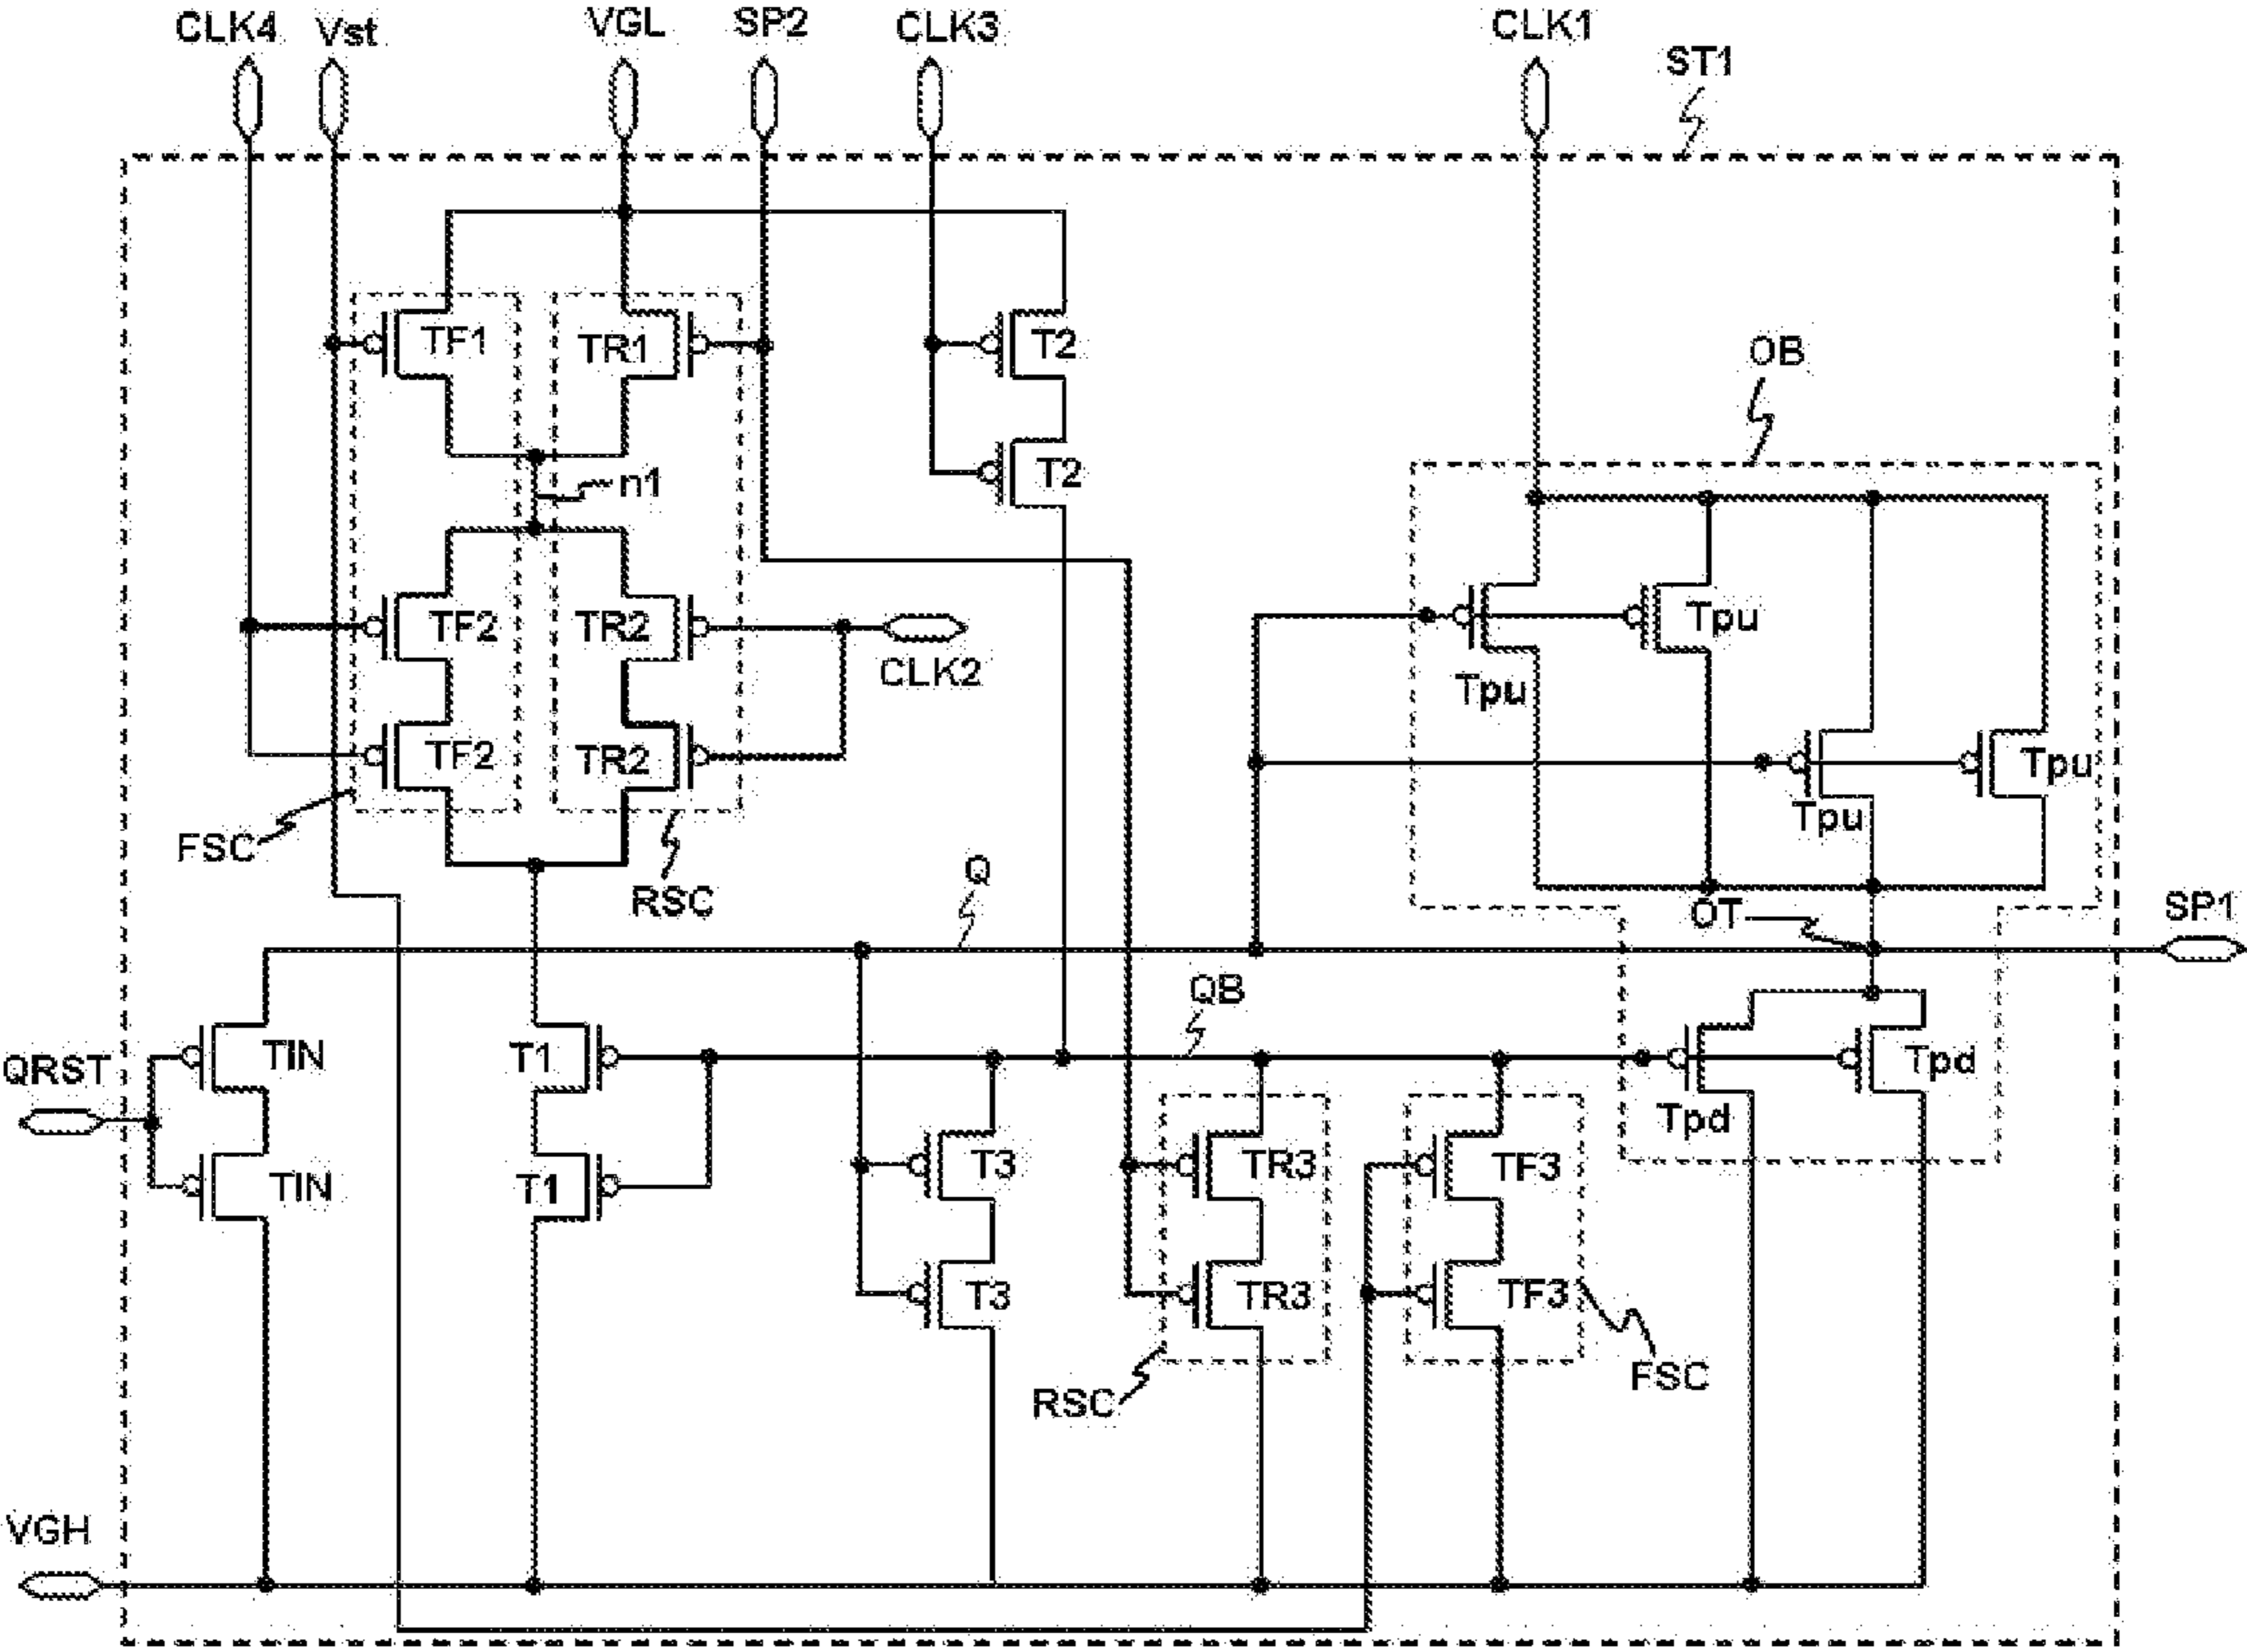 CLK4 Vst VGL SP2 CLK3 CLK1
ST1
TF1 TR1 T2
OB
n1 T2
TF2 TR2 Tpu
CLK2 Tpu
TF2 TR2 Tpu
Tpu
FSC RSC Q
OT SP1
QB
QRST TIN T1 Tpd
Tpd
TIN T1 T3 TR3 TF3
T3 TR3 TF3
RSC FSC
VGH